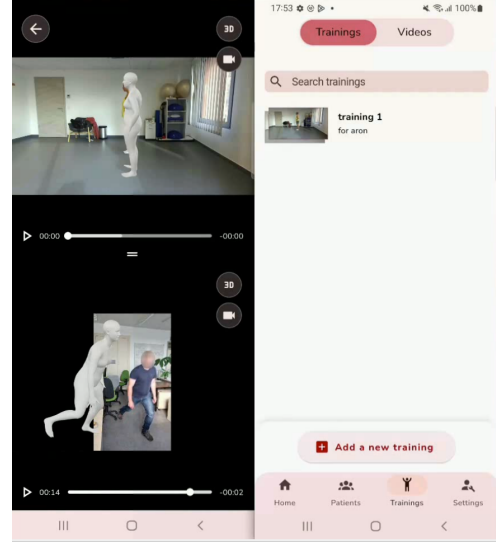 3D
00:00
-00:00
3D
00:14
-00:02
17:53
100%
Trainings Videos
Search trainings
training 1
for aron
Add a new training
Home Patients Trainings Settings